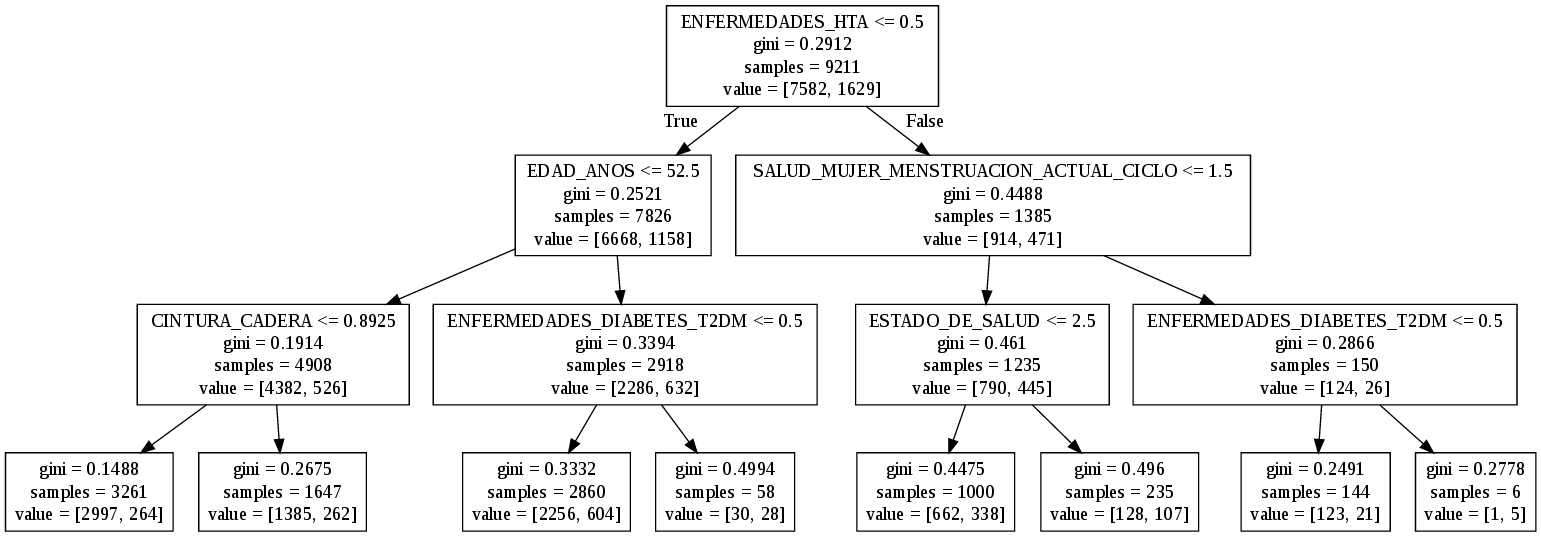 ENFERMEDADES_HTA <= 0.5
gini = 0.2912
samples = 9211
value = [7582, 1629]
True
False
EDAD_ANOS <= 52.5
gini = 0.2521
samples = 7826
value = [6668, 1158]
SALUD_MUJER_MENSTRUACION_ACTUAL_CICLO <= 1.5
gini = 0.4488
samples = 1385
value = [914, 471]
CINTURA_CADERA <= 0.8925
gini = 0.1914
samples = 4908
value = [4382, 526]
ENFERMEDADES_DIABETES_T2DM <= 0.5
gini = 0.3394
samples = 2918
value = [2286, 632]
ESTADO_DE_SALUD <= 2.5
gini = 0.461
samples = 1235
value = [790, 445]
ENFERMEDADES_DIABETES_T2DM <= 0.5
gini = 0.2866
samples = 150
value = [124, 26]
gini = 0.1488
samples = 3261
value = [2997, 264]
gini = 0.2675
samples = 1647
value = [1385, 262]
gini = 0.3332
samples = 2860
value = [2256, 604]
gini = 0.4994
samples = 58
value = [30, 28]
gini = 0.4475
samples = 1000
value = [662, 338]
gini = 0.496
samples = 235
value = [128, 107]
gini = 0.2491
samples = 144
value = [123, 21]
gini = 0.2778
samples = 6
value = [1, 5]